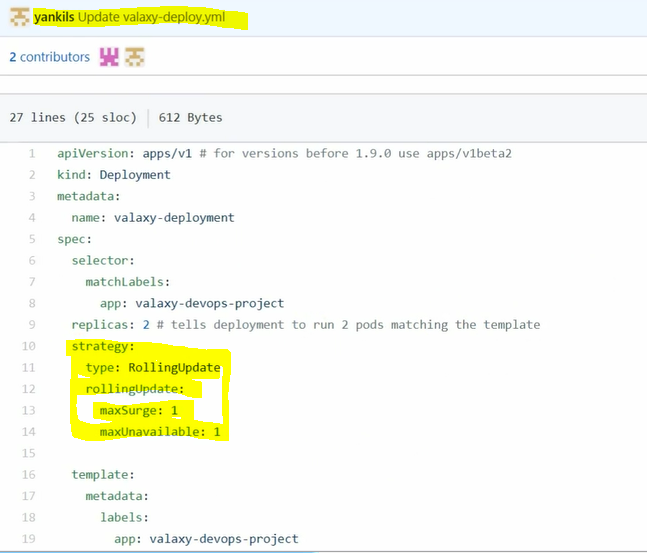 yankils Update valaxy-deploy.yml
2 contributors
27 lines (25 sloc) 612 Bytes
1 apiVersion: apps/v1 # for versions before 1.9.0 use apps/v1beta2
2 kind: Deployment
3 metadata:
4 name: valaxy-deployment
5 spec:
6 selector:
7 matchLabels:
8 app: valaxy-devops-project
9 replicas: 2 # tells deployment to run 2 pods matching the template
10 strategy:
11 type: RollingUpdate
12 rollingUpdate:
13 maxSurge: 1
14 maxUnavailable: 1
15
16 template:
17 metadata:
18 labels:
19 app: valaxy-devops-project